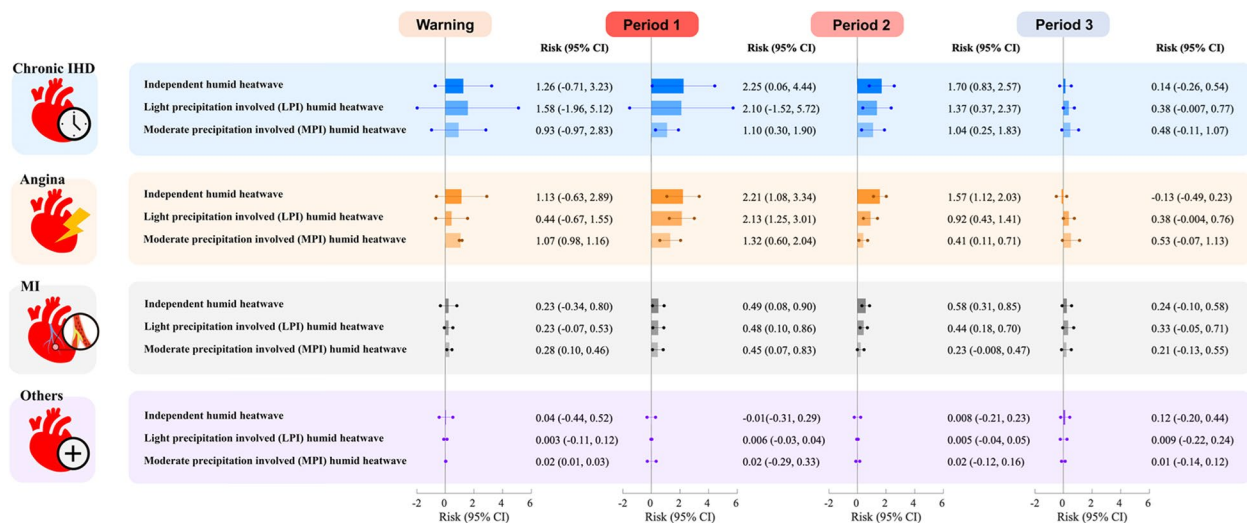 Warning Period 1 Period 2 Period 3
Risk (95% CI) Risk (95% CI) Risk (95% CI) Risk (95% CI)
Chronic IHD
Independent humid heatwave 1.26 (-0.71, 3.23) 2.25 (0.06, 4.44) 1.70 (0.83, 2.57) 0.14 (-0.26, 0.54)
Light precipitation involved (LPI) humid heatwave 1.58 (-1.96, 5.12) 2.10 (-1.52, 5.72) 1.37 (0.37, 2.37) 0.38 (-0.007, 0.77)
Moderate precipitation involved (MPI) humid heatwave 0.93 (-0.97, 2.83) 1.10 (0.30, 1.90) 1.04 (0.25, 1.83) 0.48 (-0.11, 1.07)
Angina
Independent humid heatwave 1.13 (-0.63, 2.89) 2.21 (1.08, 3.34) 1.57 (1.12, 2.03) -0.13 (-0.49, 0.23)
Light precipitation involved (LPI) humid heatwave 0.44 (-0.67, 1.55) 2.13 (1.25, 3.01) 0.92 (0.43, 1.41) 0.38 (-0.004, 0.76)
Moderate precipitation involved (MPI) humid heatwave 1.07 (0.98, 1.16) 1.32 (0.60, 2.04) 0.41 (0.11, 0.71) 0.53 (-0.07, 1.13)
MI
Independent humid heatwave 0.23 (-0.34, 0.80) 0.49 (0.08, 0.90) 0.58 (0.31, 0.85) 0.24 (-0.10, 0.58)
Light precipitation involved (LPI) humid heatwave 0.23 (-0.07, 0.53) 0.48 (0.10, 0.86) 0.44 (0.18, 0.70) 0.33 (-0.05, 0.71)
Moderate precipitation involved (MPI) humid heatwave 0.28 (0.10, 0.46) 0.45 (0.07, 0.83) 0.23 (-0.008, 0.47) 0.21 (-0.13, 0.55)
Others
Independent humid heatwave 0.04 (-0.44, 0.52) -0.01(-0.31, 0.29) 0.008 (-0.21, 0.23) 0.12 (-0.20, 0.44)
Light precipitation involved (LPI) humid heatwave 0.003 (-0.11, 0.12) 0.006 (-0.03, 0.04) 0.005 (-0.04, 0.05) 0.009 (-0.22, 0.24)
Moderate precipitation involved (MPI) humid heatwave 0.02 (0.01, 0.03) 0.02 (-0.29, 0.33) 0.02 (-0.12, 0.16) 0.01 (-0.14, 0.12)
-2 0 2 4 6 -2 0 2 4 6 -2 0 2 4 6 -2 0 2 4 6
Risk (95% CI) Risk (95% CI) Risk (95% CI) Risk (95% CI)